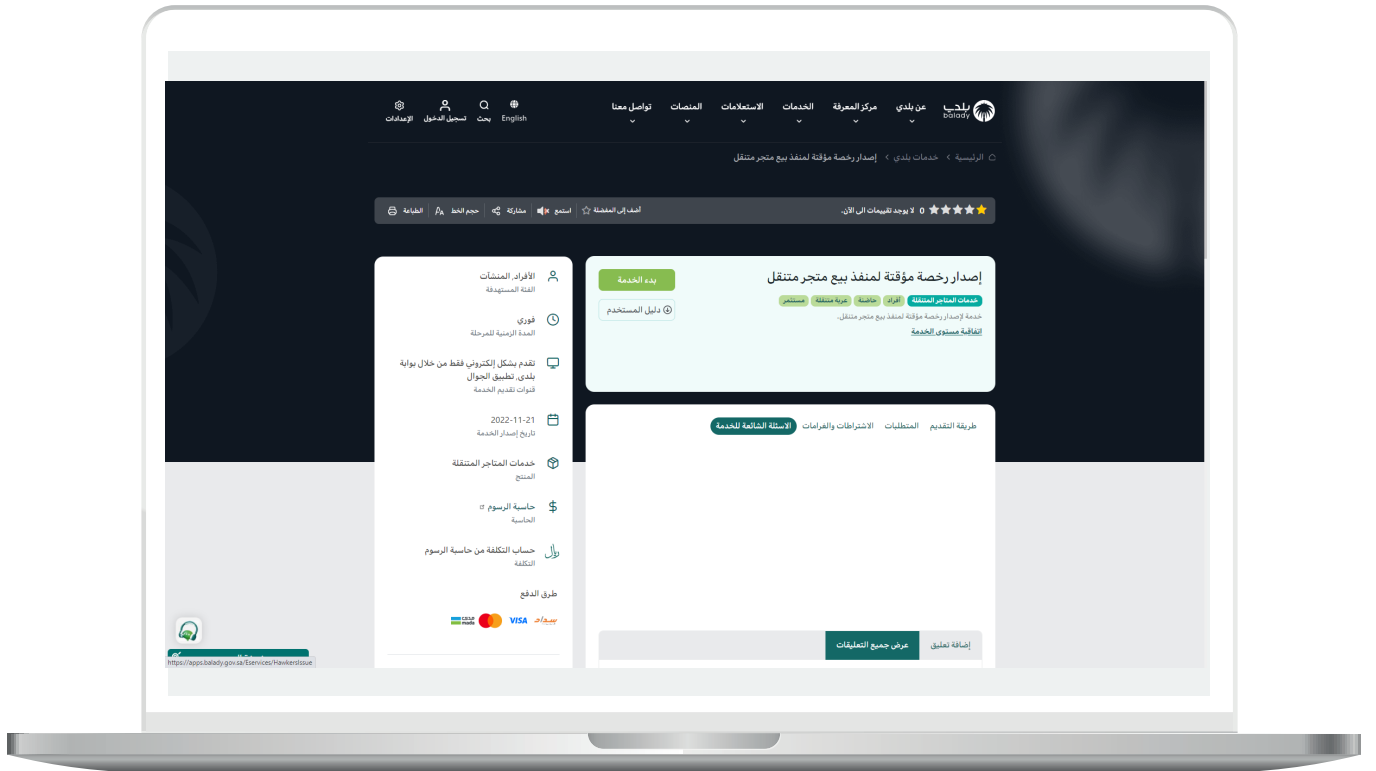 بلدي
balady
عن بلدي
مركز المعرفة
الخدمات
الاستعلامات
المنصات
تواصل معنا
English
بحث
تسجيل الدخول
الإعدادات
الرئيسية > خدمات بلدي > إصدار رخصة مؤقتة لمنفذ بيع متجر متنقل
0 لا يوجد تقييمات الى الآن.
أضف إلى المفضلة
استمع
مشاركة
حجم الخط
الطباعة
إصدار رخصة مؤقتة لمنفذ بيع متجر متنقل
خدمات المتاجر المتنقلة
أفراد
حاضنة
عربة متنقلة
مستثمر
خدمة لإصدار رخصة مؤقتة لمنفذ بيع متجر متنقل.
اتفاقية مستوى الخدمة
بدء الخدمة
دليل المستخدم
طريقة التقديم
المتطلبات
الاشتراطات والغرامات
الاسئلة الشائعة للخدمة
إضافة تعليق
عرض جميع التعليقات
الأفراد, المنشآت
الفئة المستهدفة
فوري
المدة الزمنية للمرحلة
تقدم بشكل إلكتروني فقط من خلال بوابة
بلدي, تطبيق الجوال
قنوات تقديم الخدمة
2022-11-21
تاريخ إصدار الخدمة
خدمات المتاجر المتنقلة
المنتج
حاسبة الرسوم
الحاسبة
حساب التكلفة من حاسبة الرسوم
التكلفة
طرق الدفع
سداد
VISA
مدى
mada
https://apps.balady.gov.sa/Eservices/HawkersIssue